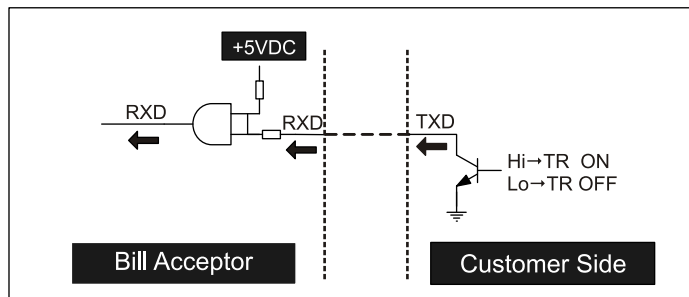 +5VDC
RXD
RXD
TXD
Hi→TR ON
Lo→TR OFF
Bill Acceptor
Customer Side